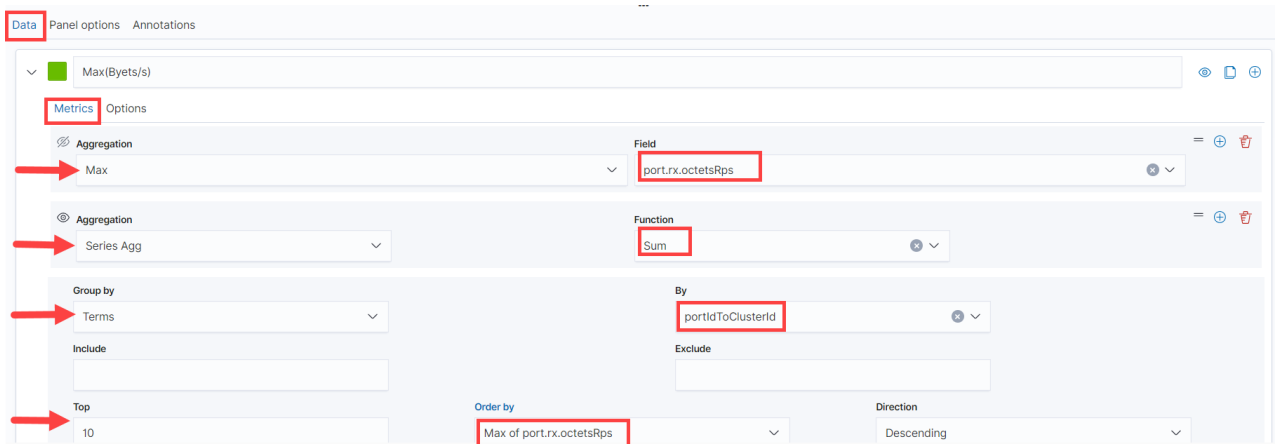 Data Panel options Annotations
Max(Byets/s)
Metrics Options
Aggregation Field
Max port.rx.octetsRps
Aggregation Function
Series Agg Sum
Group by By
Terms portIdToClusterId
Include Exclude
Top Order by Direction
10 Max of port.rx.octetsRps Descending